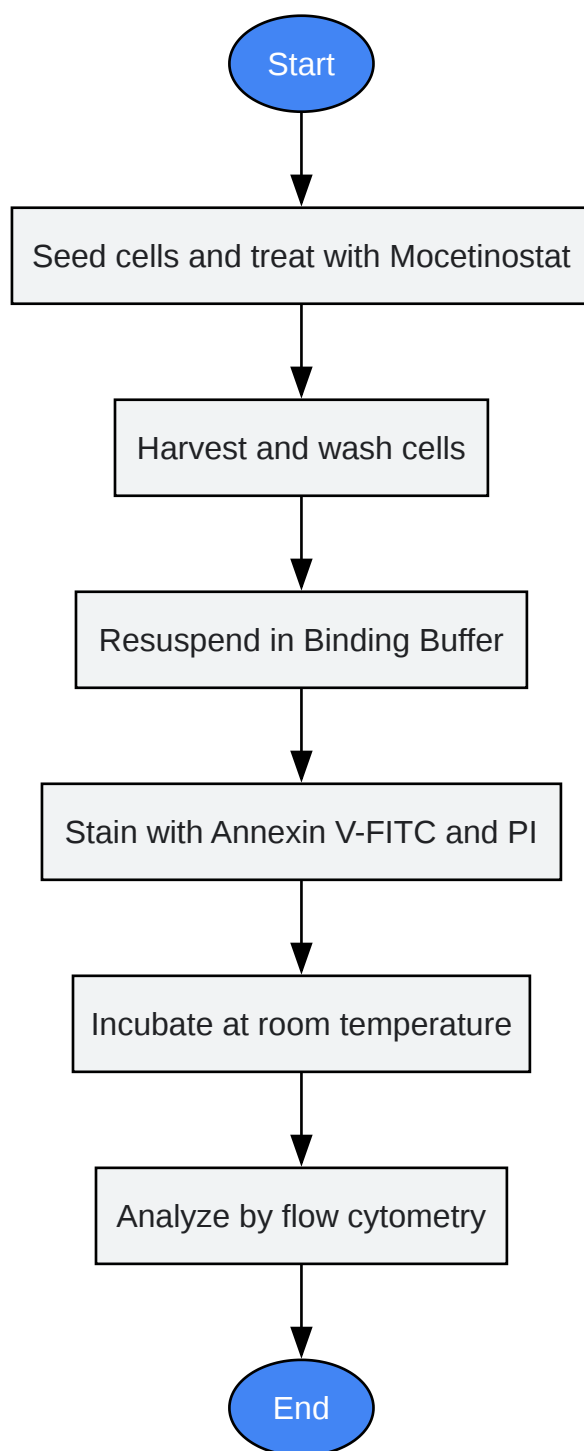 Start
Seed cells and treat with Mocetinostat
Harvest and wash cells
Resuspend in Binding Buffer
Stain with Annexin V-FITC and PI
Incubate at room temperature
Analyze by flow cytometry
End